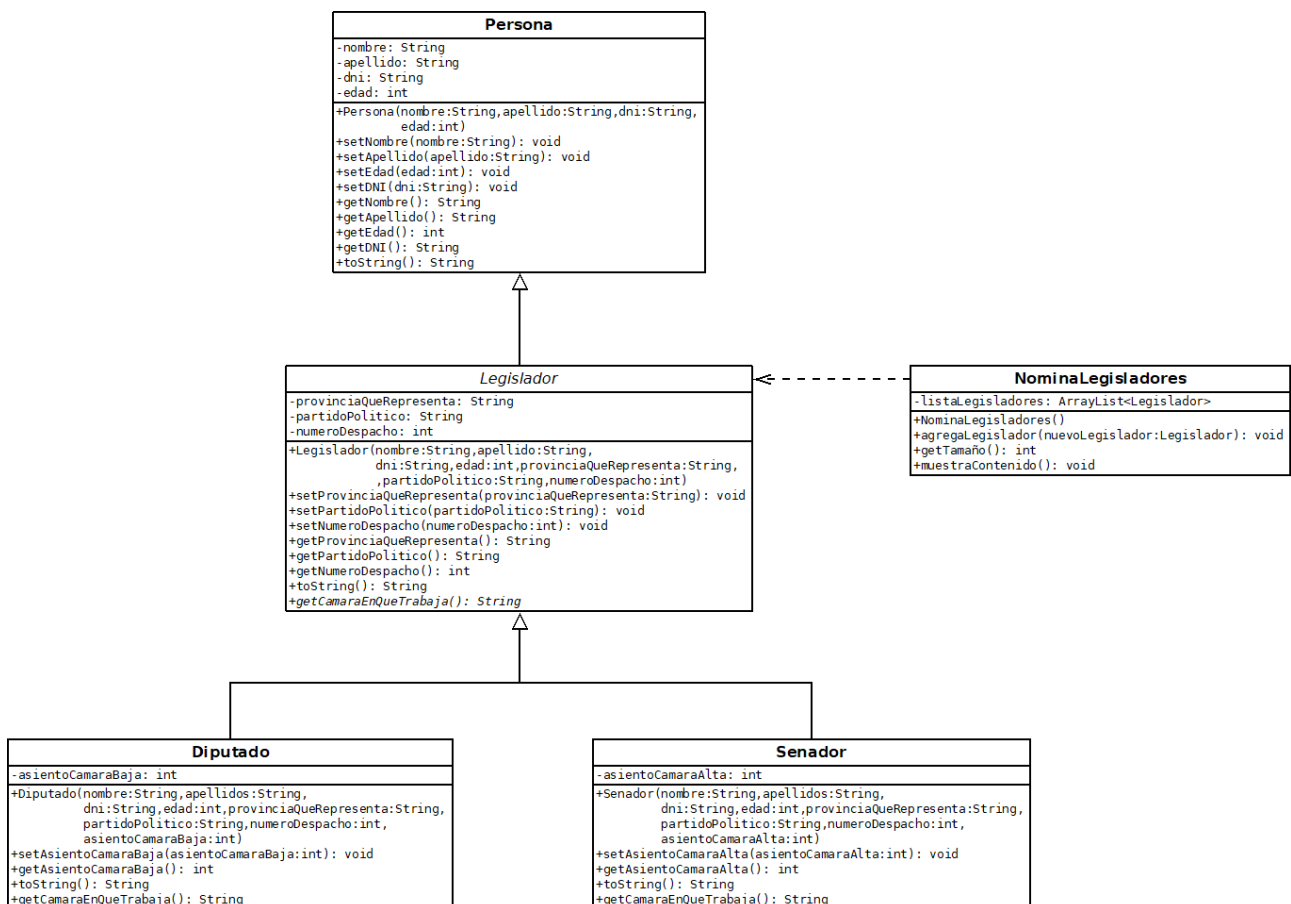 Persona
-nombre: String
-apellido: String
-dni: String
-edad: int
+Persona(nombre:String,apellido:String,dni:String,
edad:int)
+setNombre(nombre:String): void
+setApellido(apellido:String): void
+setEdad(edad:int): void
+setDNI(dni:String): void
+getNombre(): String
+getApellido(): String
+getEdad(): int
+getDNI(): String
+toString(): String
Legislador
-provinciaQueRepresenta: String
-partidoPolitico: String
-numeroDespacho: int
+Legislador(nombre:String,apellido:String,
dni:String,edad:int,provinciaQueRepresenta:String,
,partidoPolitico:String,numeroDespacho:int)
+setProvinciaQueRepresenta(provinciaQueRepresenta:String): void
+setPartidoPolitico(partidoPolitico:String): void
+setNumeroDespacho(numeroDespacho:int): void
+getProvinciaQueRepresenta(): String
+getPartidoPolitico(): String
+getNumeroDespacho(): int
+toString(): String
+getCamaraEnQueTrabaja(): String
NominaLegisladores
-listaLegisladores: ArrayList<Legislador>
+NominaLegisladores()
+agregaLegislador(nuevoLegislador:Legislador): void
+getTamaño(): int
+muestraContenido(): void
Diputado
-asientoCamaraBaja: int
+Diputado(nombre:String,apellidos:String,
dni:String,edad:int,provinciaQueRepresenta:String,
partidoPolitico:String,numeroDespacho:int,
asientoCamaraBaja:int)
+setAsientoCamaraBaja(asientoCamaraBaja:int): void
+getAsientoCamaraBaja(): int
+toString(): String
+getCamaraEnQueTrabaja(): String
Senador
-asientoCamaraAlta: int
+Senador(nombre:String,apellidos:String,
dni:String,edad:int,provinciaQueRepresenta:String,
partidoPolitico:String,numeroDespacho:int,
asientoCamaraAlta:int)
+setAsientoCamaraAlta(asientoCamaraAlta:int): void
+getAsientoCamaraAlta(): int
+toString(): String
+getCamaraEnQueTrabaja(): String